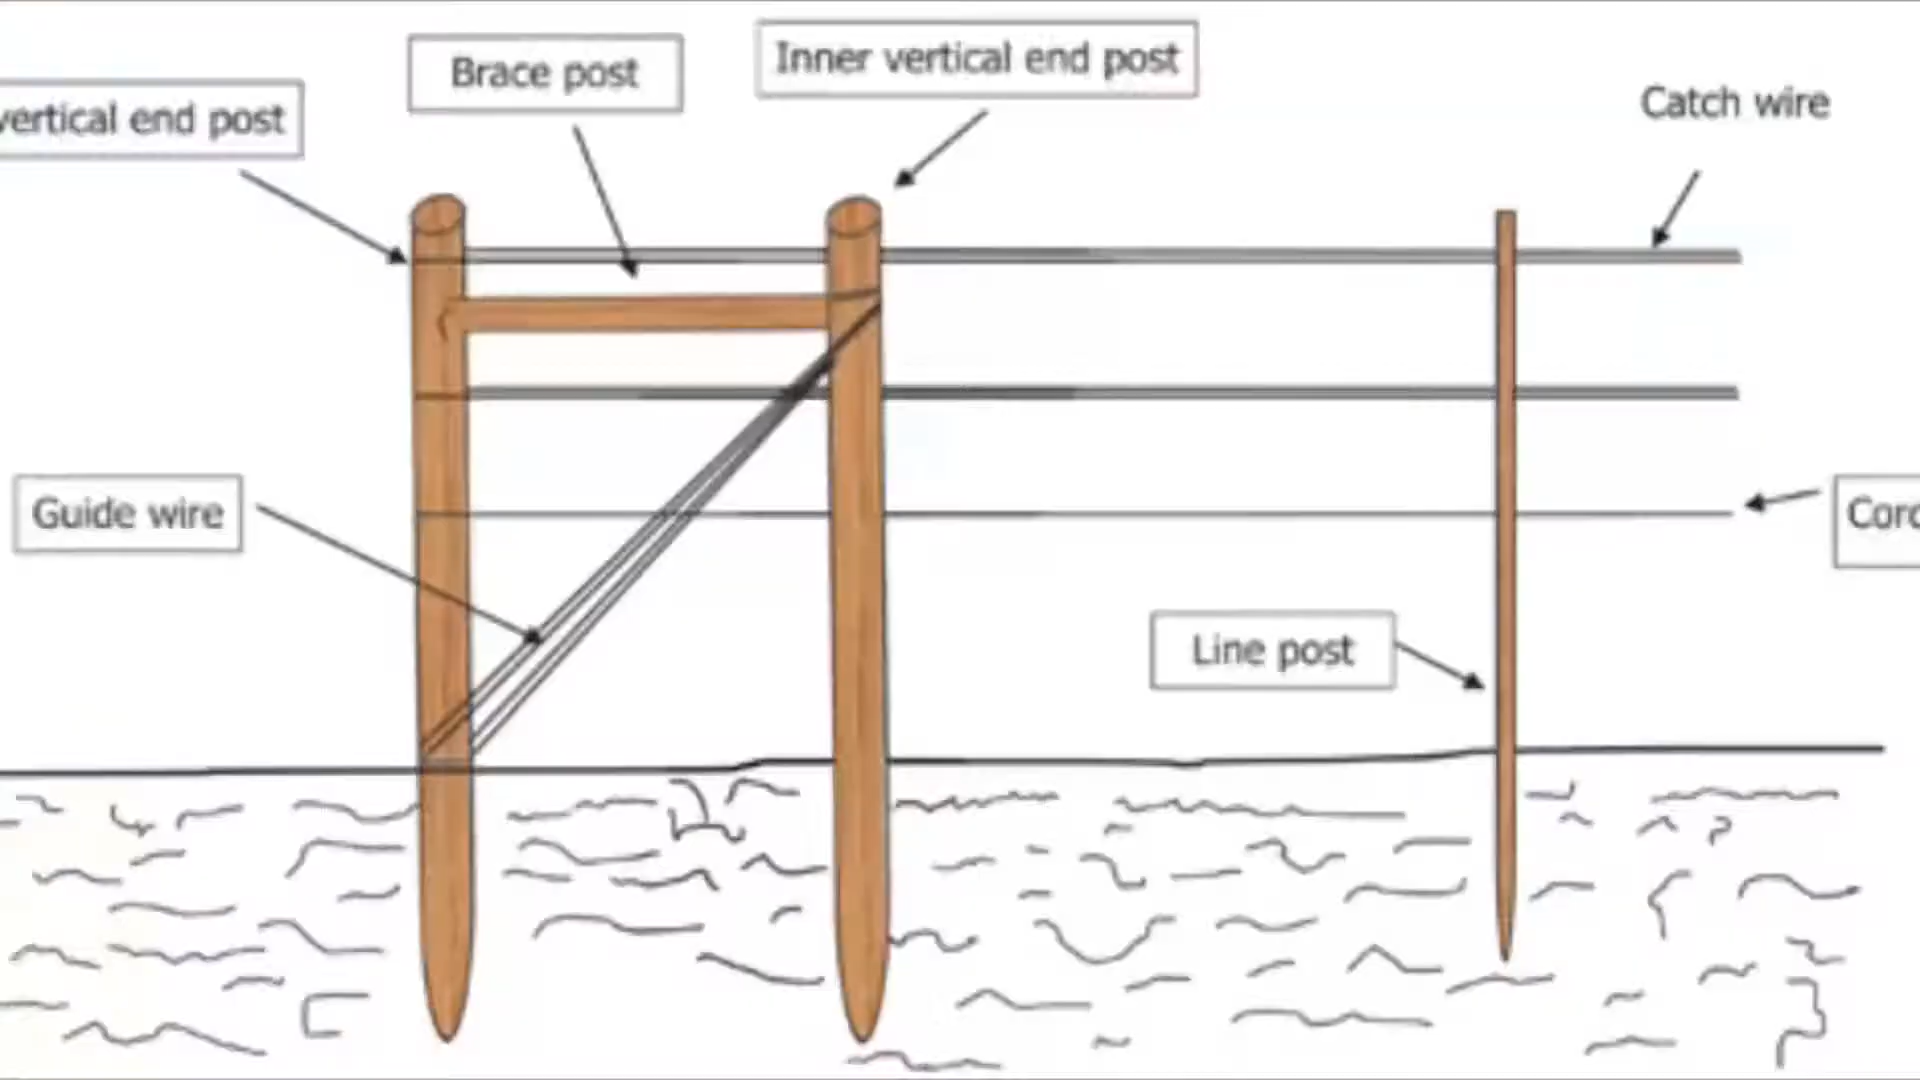 Inner vertical end post
Brace post
Catch wire
vertical end post
Guide wire
Line post